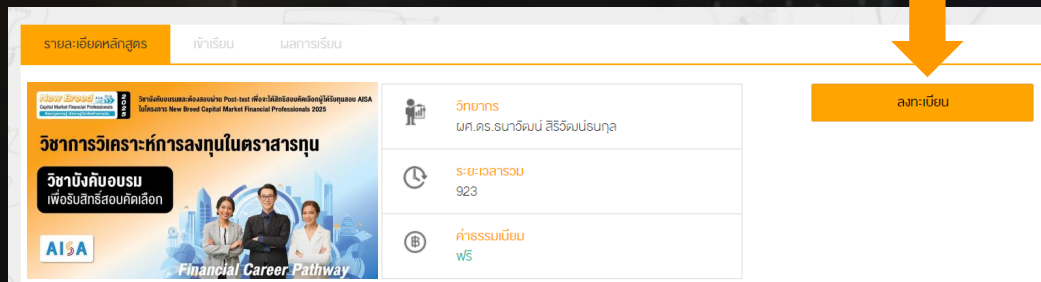 รายละเอียดหลักสูตร
เข้าเรียน
ผลการเรียน
New Breed 2025
Capital Market Financial Professionals
วิชาบังคับอบรมและต้องสอบผ่าน Post-test เพื่อจะได้สิทธิสอบคัดเลือกผู้ได้รับทุนสอบ AISA
ในโครงการ New Breed Capital Market Financial Professionals 2025
วิชาการวิเคราะห์การลงทุนในตราสารทุน
วิชาบังคับอบรม
เพื่อรับสิทธิ์สอบคัดเลือก
AISA
Financial Career Pathway
วิทยากร
ผศ.ดร.ธนาวัฒน์ สิริวัฒน์ธนกุล
ระยะเวลารวม
923
ค่าธรรมเนียม
ฟรี
ลงทะเบียน